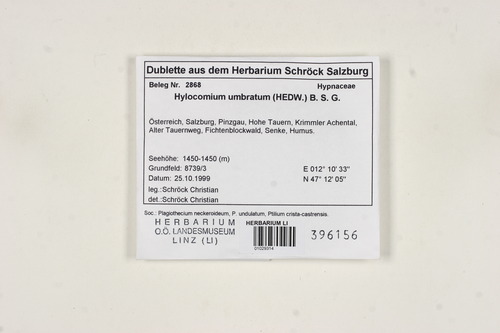 Dublette aus dem Herbarium Schröck Salzburg
Beleg Nr. 2868 Hypnaceae
Hylocomium umbratum (HEDW.) B. S. G.
Österreich, Salzburg, Pinzgau, Hohe Tauern, Krimmler Achental,
Alter Tauernweg, Fichtenblockwald, Senke, Humus.
Seehöhe: 1450-1450 (m)
Grundfeld: 8739/3 E 012° 10' 33"
Datum: 25.10.1999 N 47° 12' 05"
leg.:Schröck Christian
det.:Schröck Christian
Soc.: Plagiothecium neckeroideum, P. undulatum, Ptilium crista-castrensis
HERBARIUM
O.Ö. LANDESMUSEUM
LINZ (LI)
HERBARIUM LI
01029314
396156